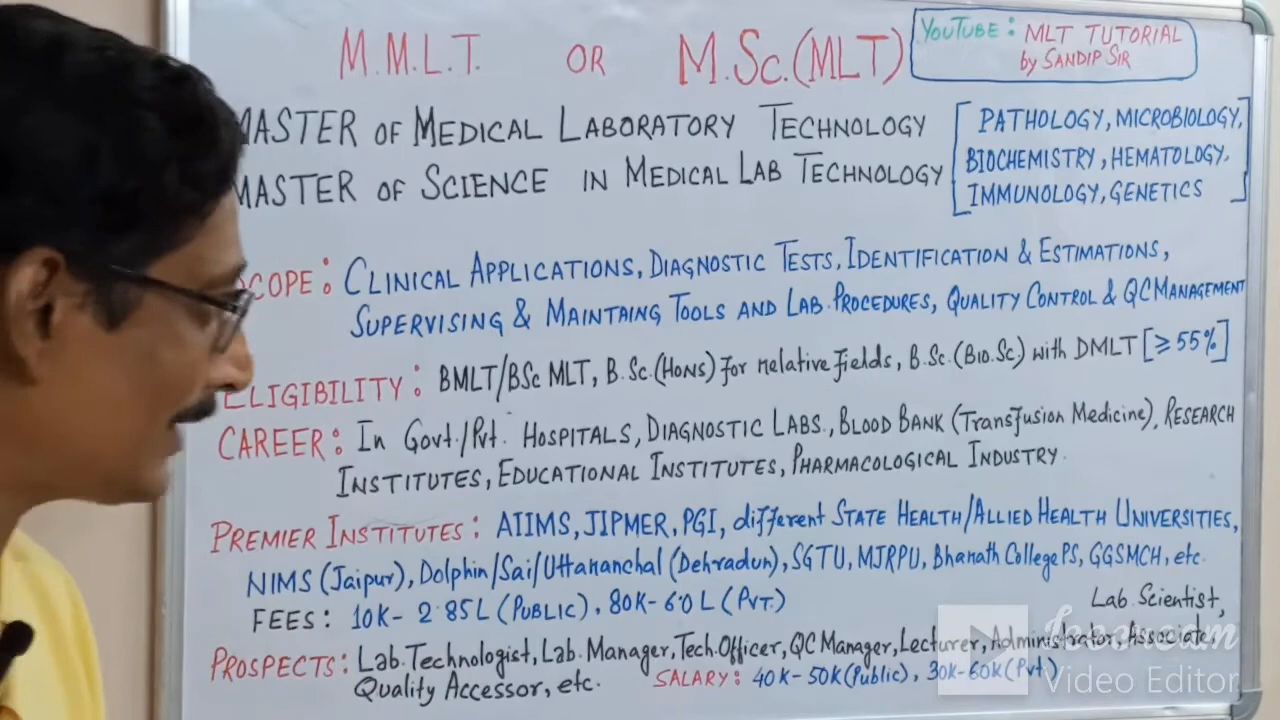 M.M.L.T. OR M.Sc.(MLT)
YOUTUBE: MLT TUTORIAL
by SANDIP SIR
MASTER OF MEDICAL LABORATORY TECHNOLOGY
MASTER OF SCIENCE IN MEDICAL LAB TECHNOLOGY
[PATHOLOGY, MICROBIOLOGY,
BIOCHEMISTRY, HEMATOLOGY,
IMMUNOLOGY, GENETICS]
SCOPE: CLINICAL APPLICATIONS, DIAGNOSTIC TESTS, IDENTIFICATION & ESTIMATIONS,
SUPERVISING & MAINTAING TOOLS AND LAB. PROCEDURES, QUALITY CONTROL & QC MANAGEMENT
ELIGIBILITY: BMLT/BSc MLT, B.Sc.(HONS) for relative fields, B.Sc.(BIO.Sc) with DMLT [≥55%]
CAREER: In Govt./Pvt. HOSPITALS, DIAGNOSTIC LABS., BLOOD BANK (Transfusion Medicine), RESEARCH
INSTITUTES, EDUCATIONAL INSTITUTES, PHARMACOLOGICAL INDUSTRY.
PREMIER INSTITUTES: AIIMS, JIPMER, PGI, different STATE HEALTH/ALLIED HEALTH UNIVERSITIES,
NIMS (Jaipur), Dolphin/Sai/Uttaranchal (Dehradun), SGTU, MJRPU, Bharath College PS, GGSMCH, etc.
FEES: 10K-2.85L (PUBLIC), 80K-6.0L (PVT.)
Lab. Scientist,
PROSPECTS: Lab. Technologist, Lab. Manager, Tech. Officer, QC Manager, Lecturer, Administrator, Associate,
Quality Accessor, etc. SALARY: 40K-50K (Public), 30K-60K (Pvt.)
Icecream
Video Editor